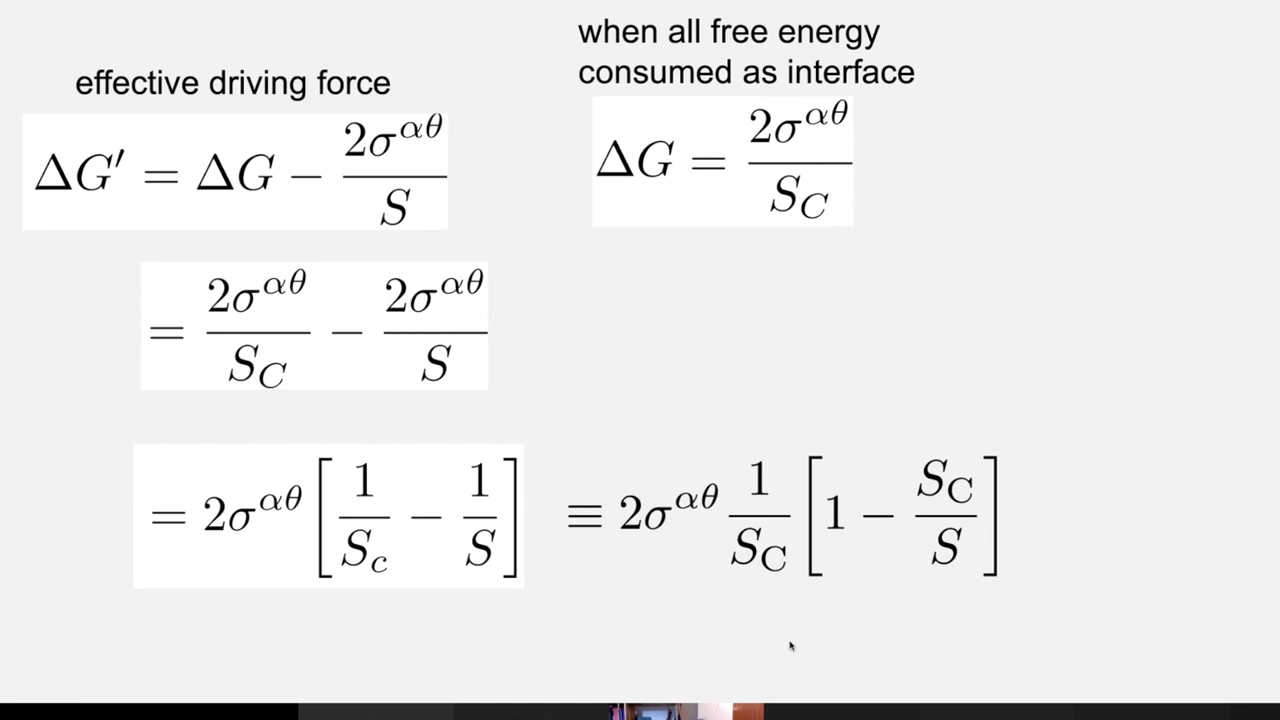 when all free energy
consumed as interface
effective driving force
ΔG′ = ΔG − 2σ^{αθ}/S
ΔG = 2σ^{αθ}/S_C
= 2σ^{αθ}/S_C − 2σ^{αθ}/S
= 2σ^{αθ} [1/S_c − 1/S] ≡ 2σ^{αθ} 1/S_C [1 − S_C/S]